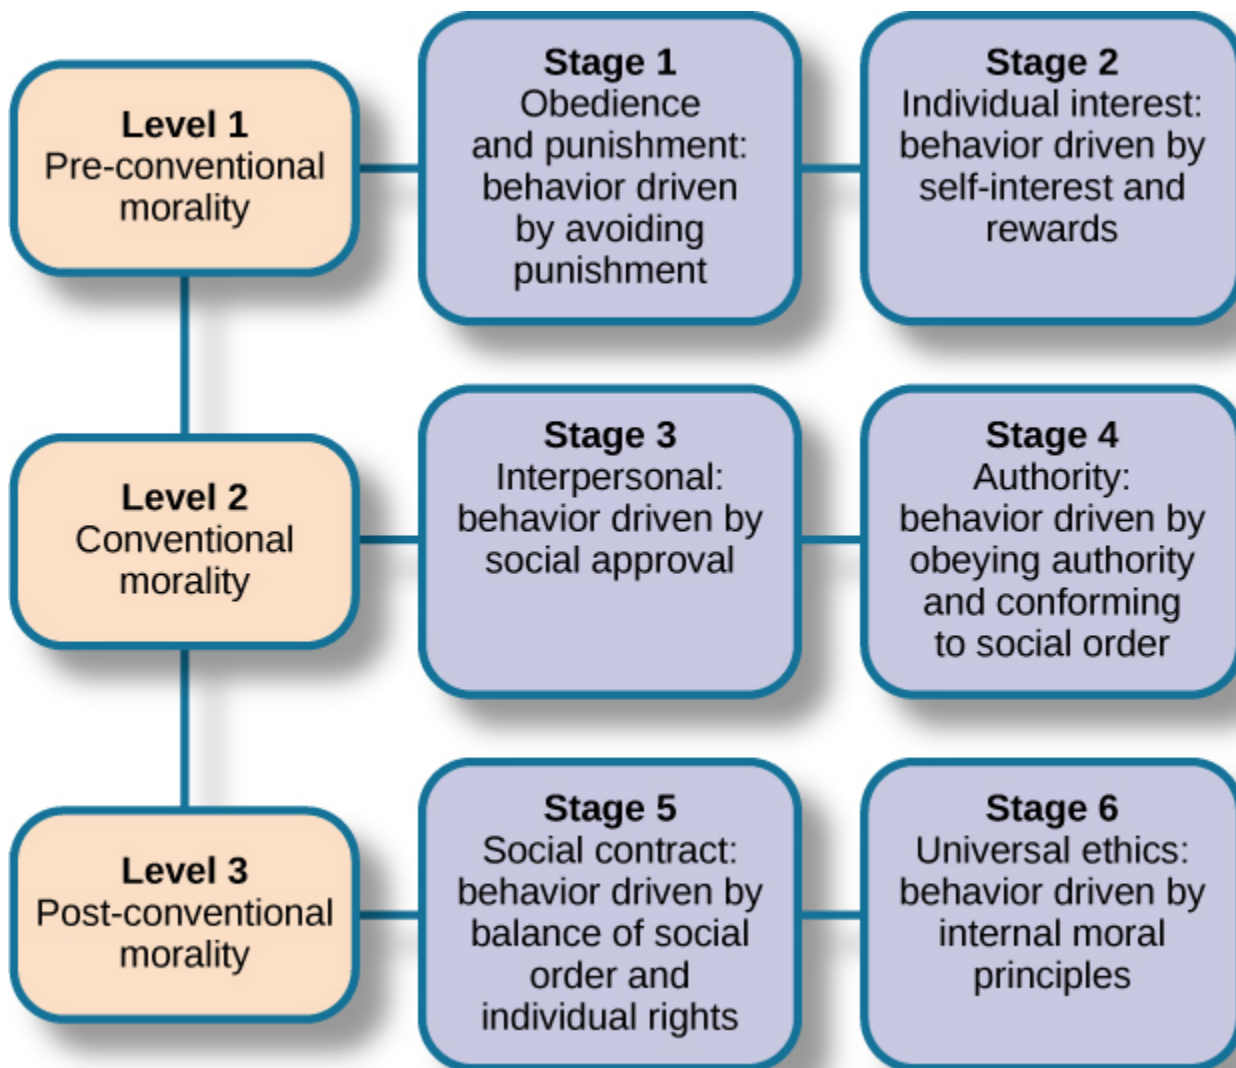 Level 1
Pre-conventional
morality
Stage 1
Obedience
and punishment:
behavior driven
by avoiding
punishment
Stage 2
Individual interest:
behavior driven by
self-interest and
rewards
Level 2
Conventional
morality
Stage 3
Interpersonal:
behavior driven by
social approval
Stage 4
Authority:
behavior driven by
obeying authority
and conforming
to social order
Level 3
Post-conventional
morality
Stage 5
Social contract:
behavior driven by
balance of social
order and
individual rights
Stage 6
Universal ethics:
behavior driven by
internal moral
principles